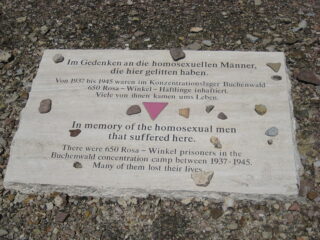 Im Gedenken an die homosexuellen Männer,
die hier gelitten haben.
Von 1937 bis 1945 waren im Konzentrationslager Buchenwald
650 Rosa - Winkel - Häftlinge inhaftiert.
Viele von ihnen kamen ums Leben.
In memory of the homosexual men
that suffered here.
There were 650 Rosa - Winkel prisoners in the
Buchenwald concentration camp between 1937-1945.
Many of them lost their lives.